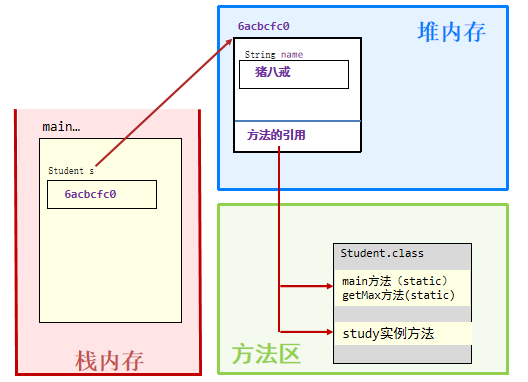 6acbcfc0
堆内存
String name
猪八戒
方法的引用
main…
Student s
6acbcfc0
栈内存
Student.class
main方法（static）
getMax方法(static)
study实例方法
方法区